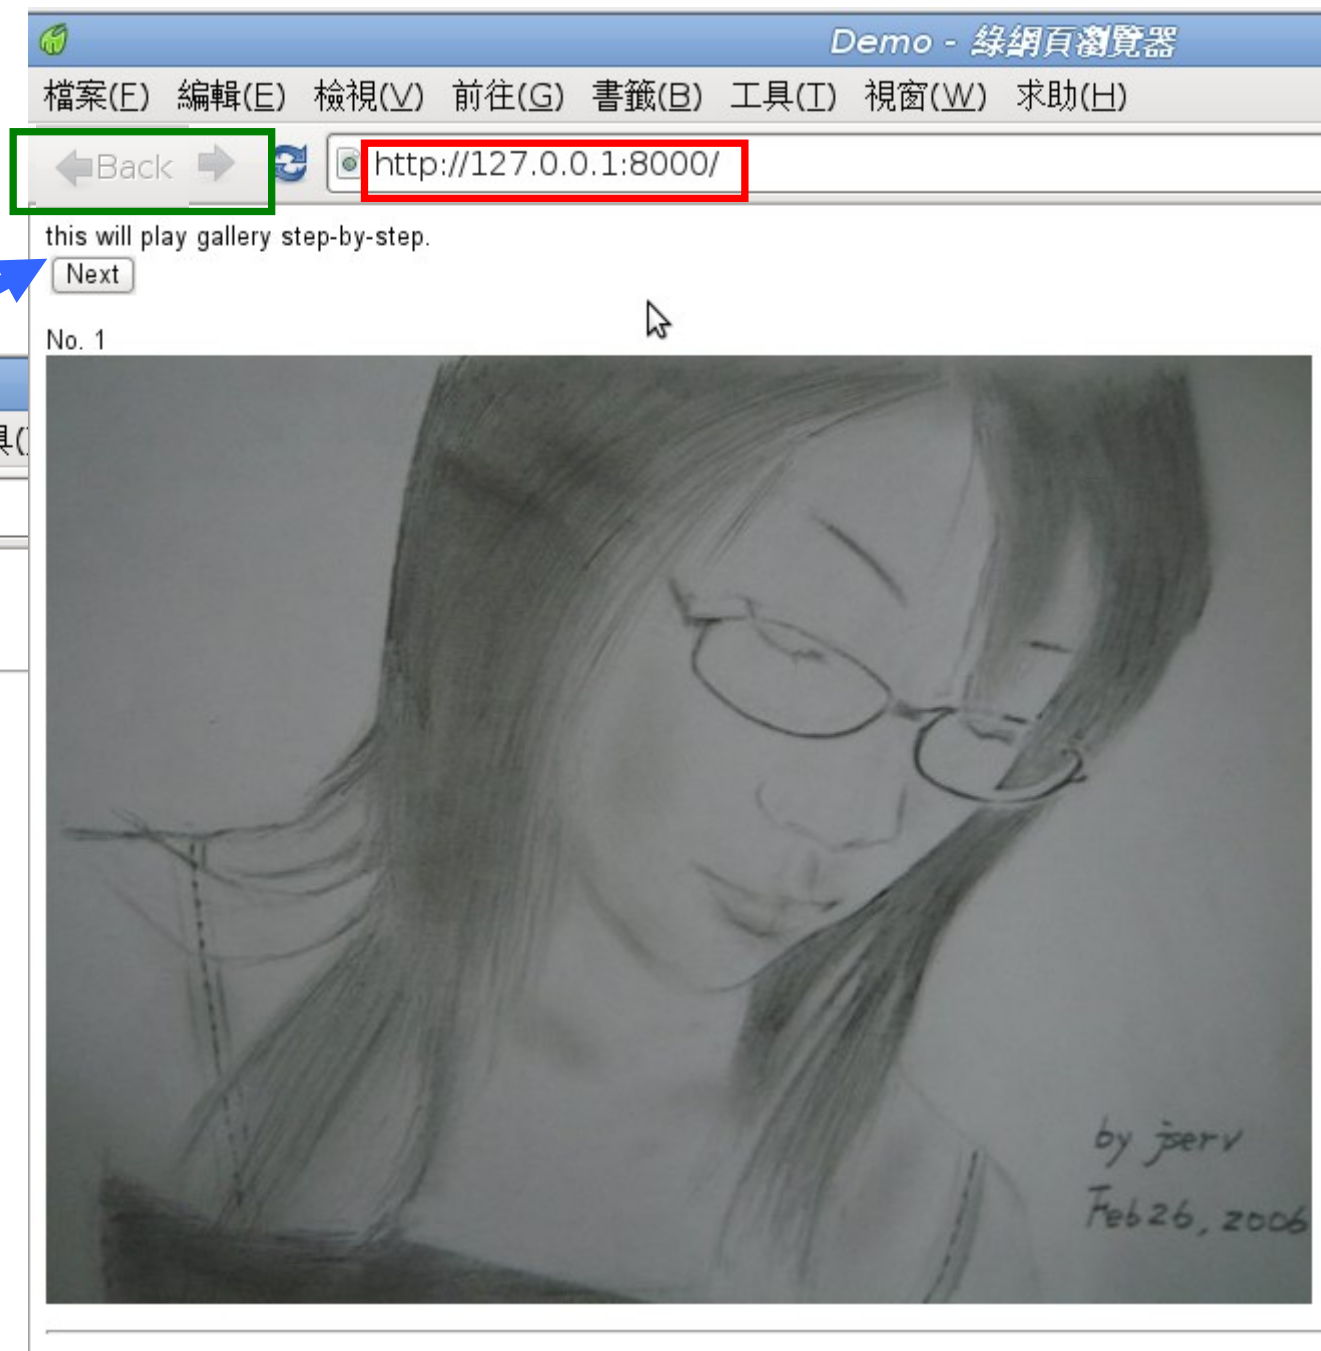 Demo - 綠網頁瀏覽器
檔案(F) 編輯(E) 檢視(V) 前往(G) 書籤(B) 工具(T) 視窗(W) 求助(H)
Back http://127.0.0.1:8000/
this will play gallery step-by-step.
Next
No. 1
by jserv
Feb 26, 2006